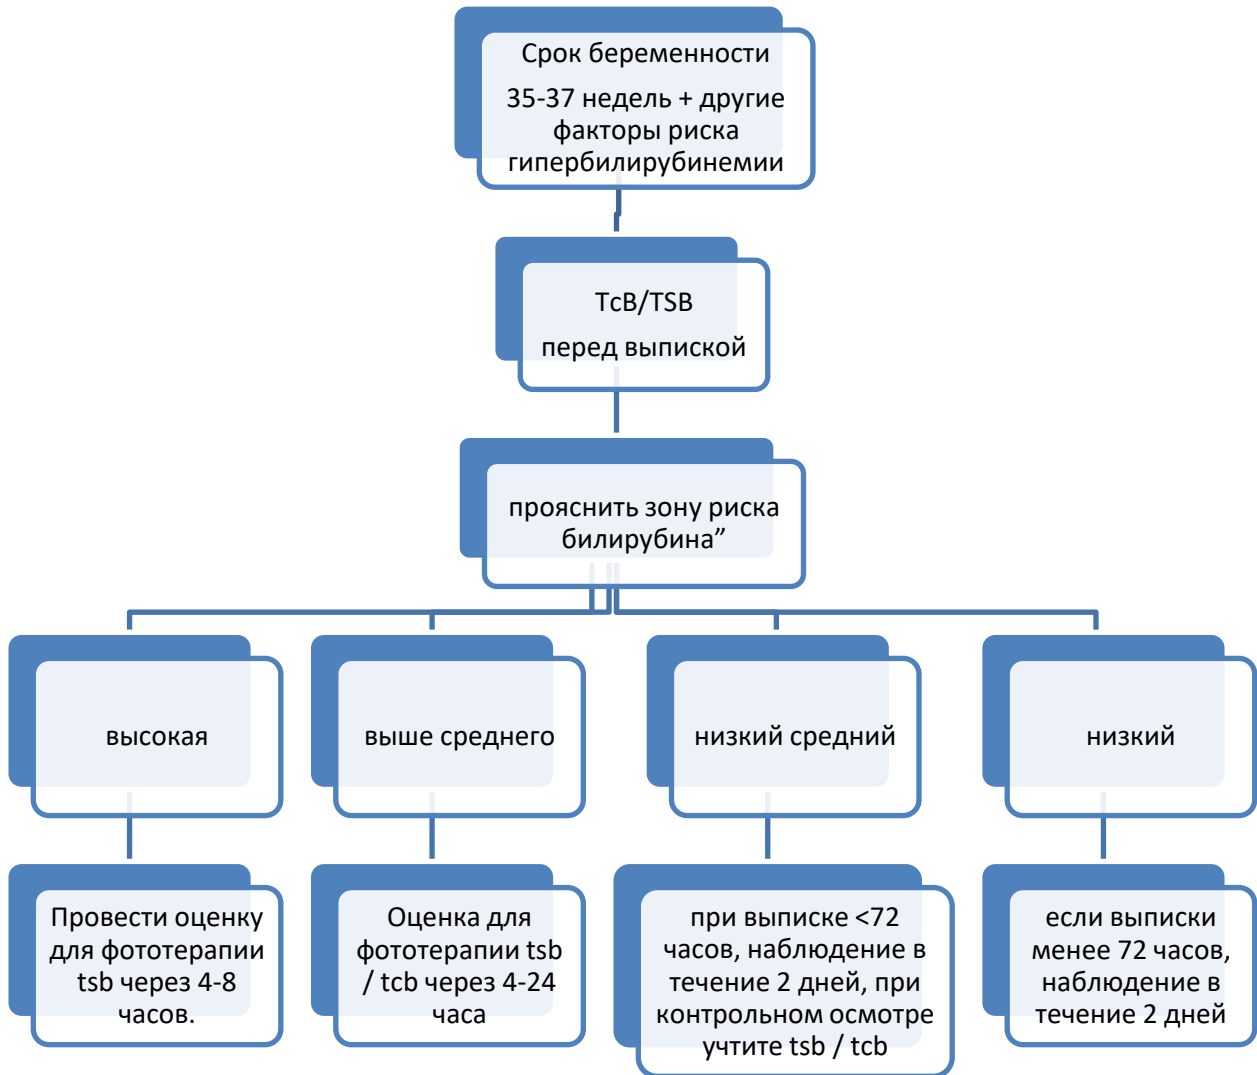 Срок беременности
35-37 недель + другие
факторы риска
гипербилирубинемии
TcB/TSB
перед выпиской
прояснить зону риска
билирубина”
высокая
выше среднего
низкий средний
низкий
Провести оценку
для фототерапии
tsb через 4-8
часов.
Оценка для
фототерапии tsb
/ tcb через 4-24
часа
при выписке <72
часов, наблюдение в
течение 2 дней, при
контрольном осмотре
учтите tsb / tcb
если выписки
менее 72 часов,
наблюдение в
течение 2 дней